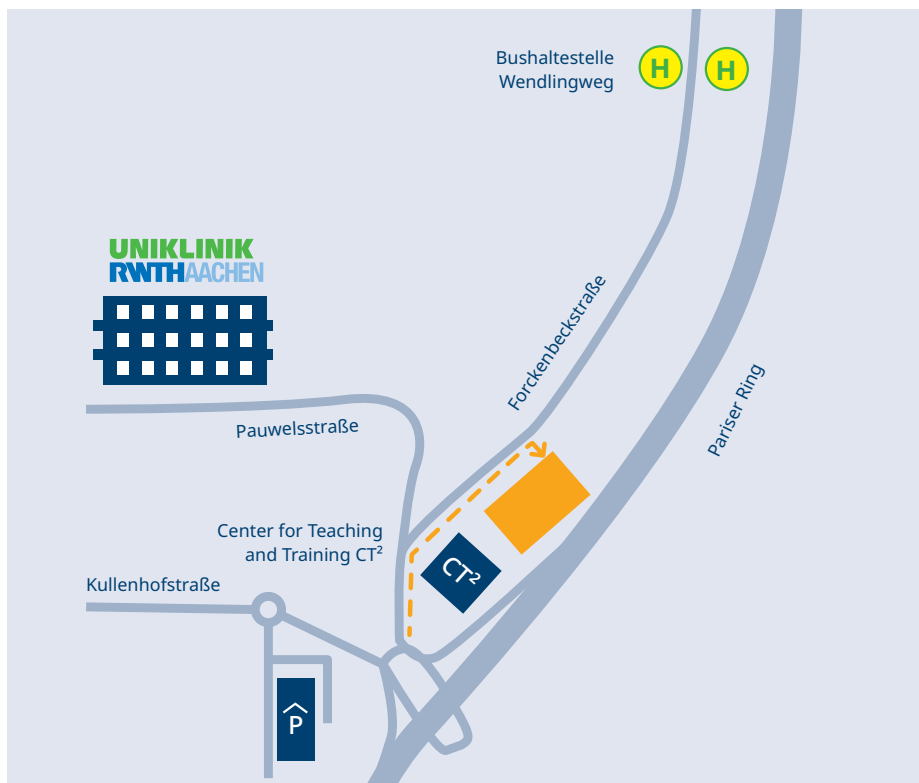 Bushaltestelle
Wendlingweg
H
H
UNIKLINIK
RWTHAACHEN
Forckenbeckstraße
Pariser Ring
Pauwelsstraße
Center for Teaching
and Training CT²
CT²
Kullenhofstraße
P